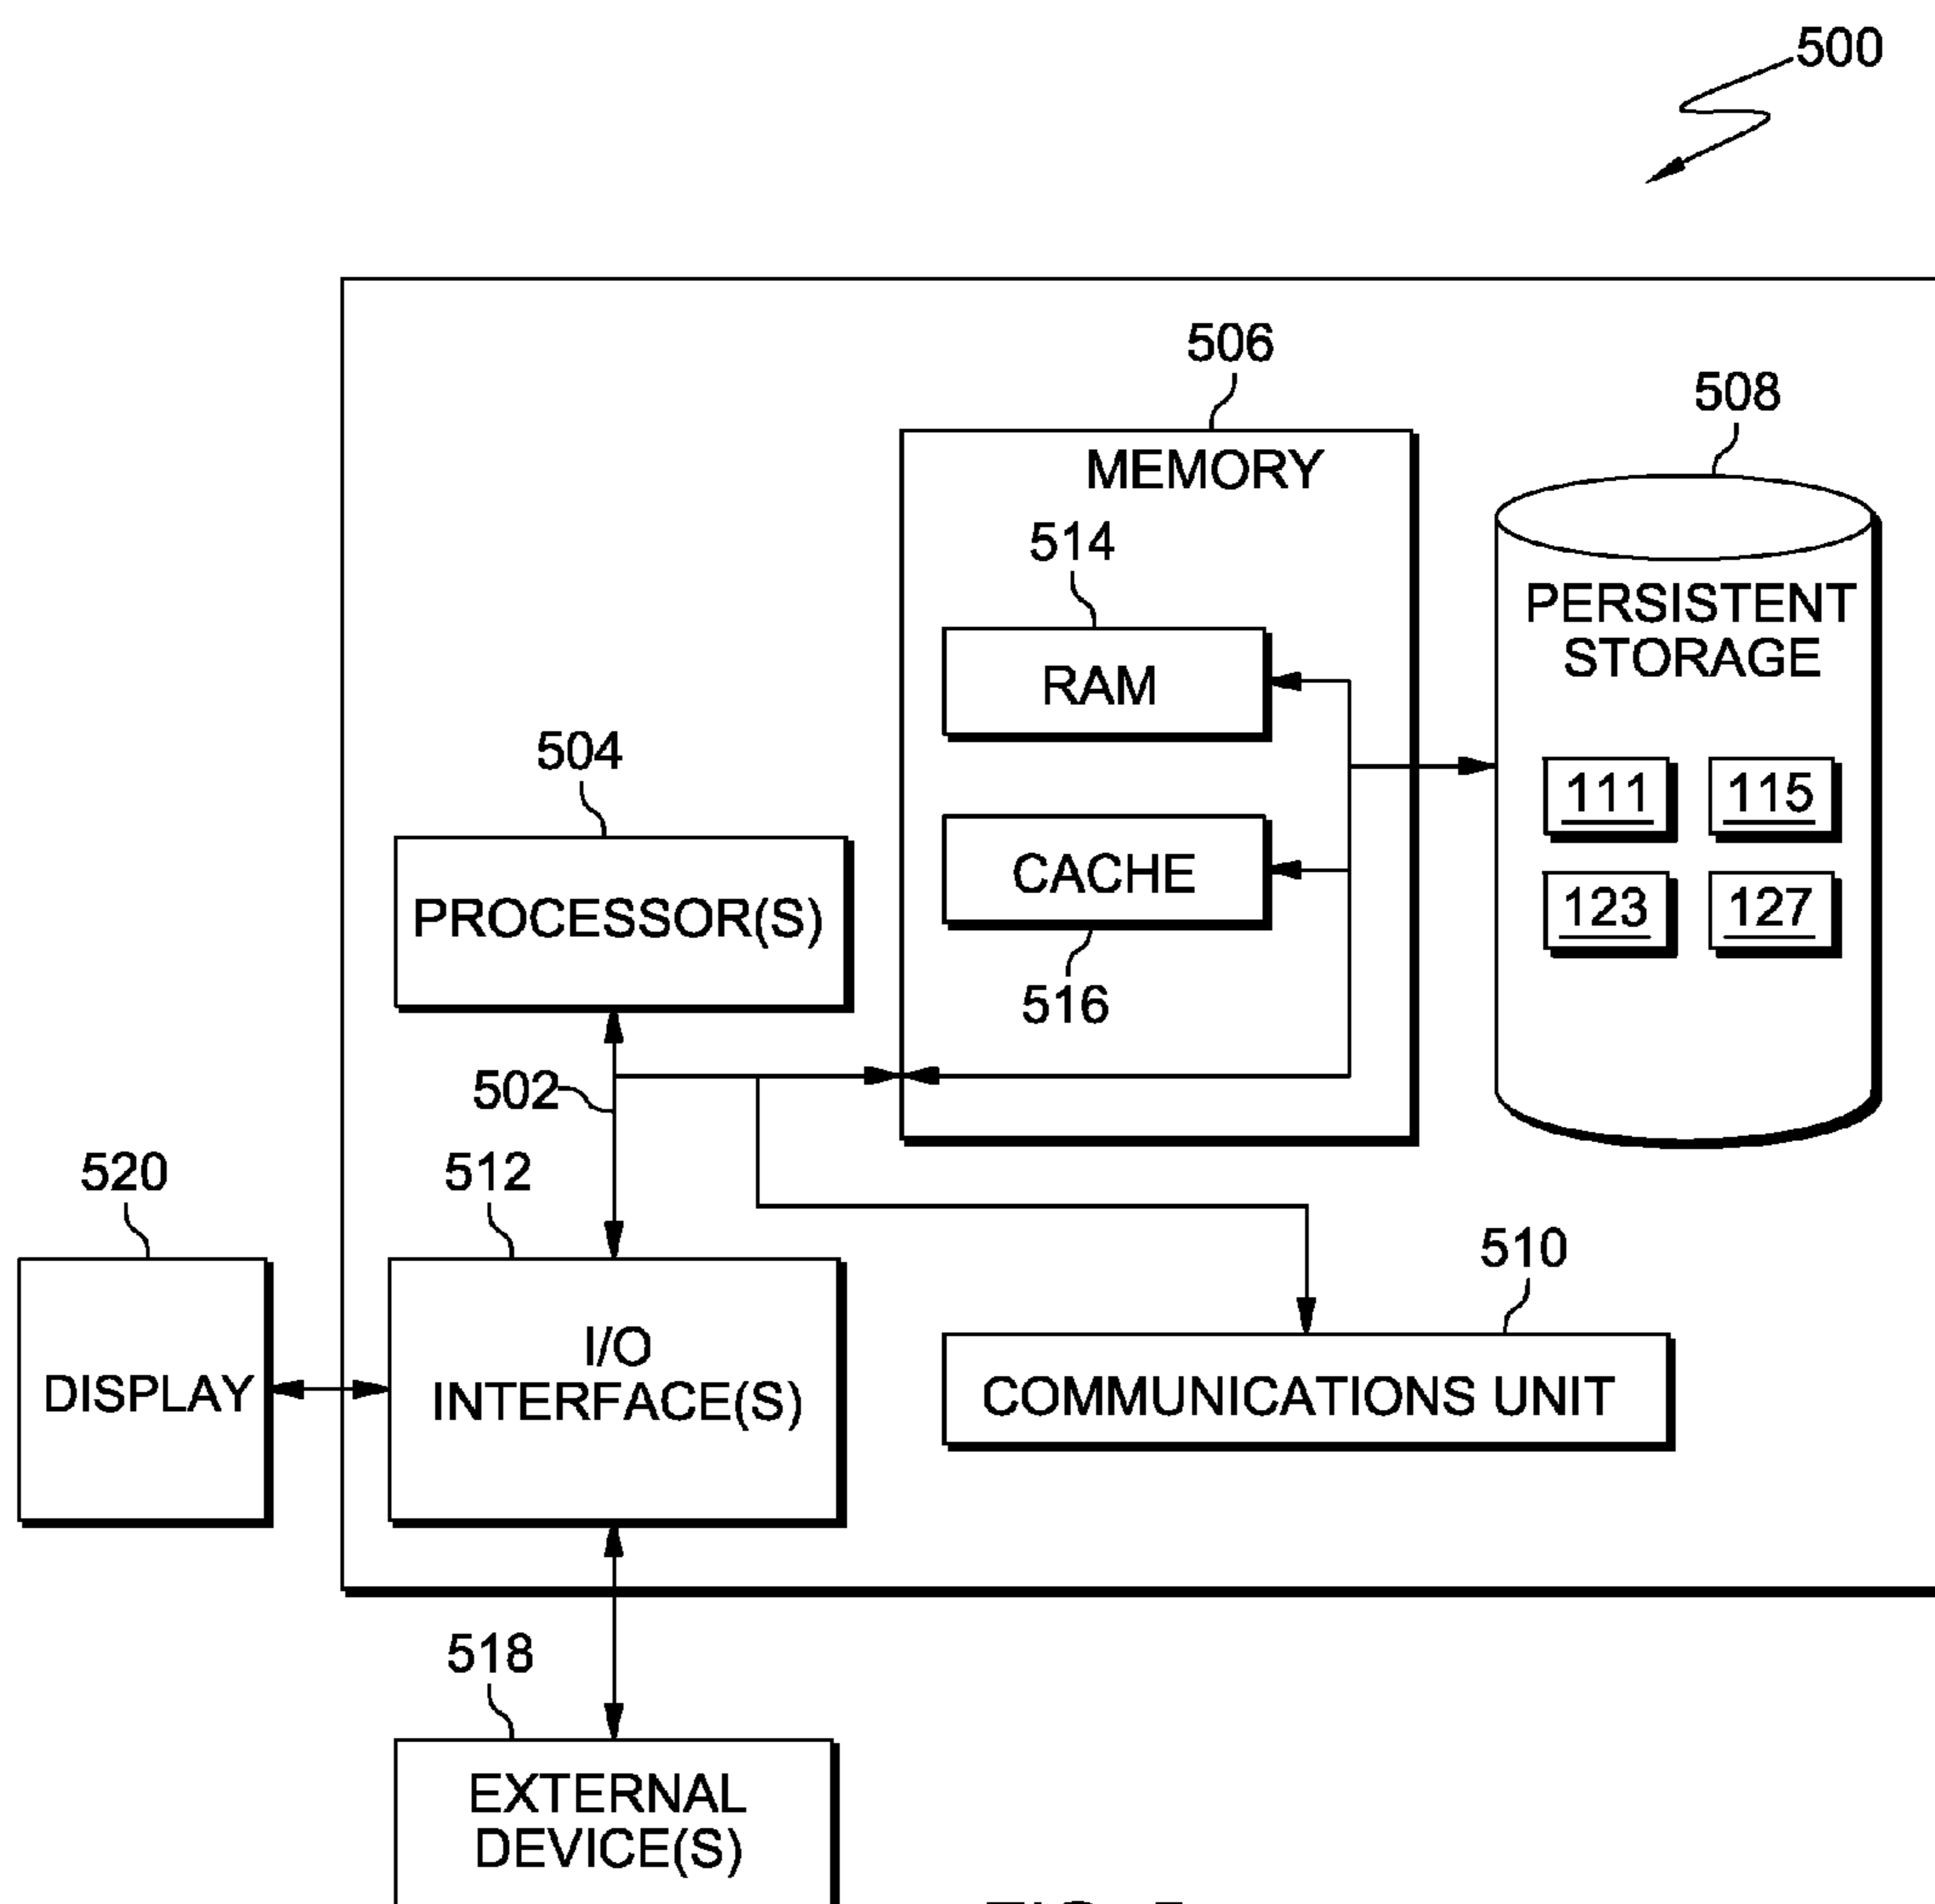 500
506
508
MEMORY
514
PERSISTENT
STORAGE
RAM
504
111
115
CACHE
PROCESSOR(S)
123
127
516
502
520
512
510
I/O
INTERFACE(S)
DISPLAY
COMMUNICATIONS UNIT
518
EXTERNAL
DEVICE(S)